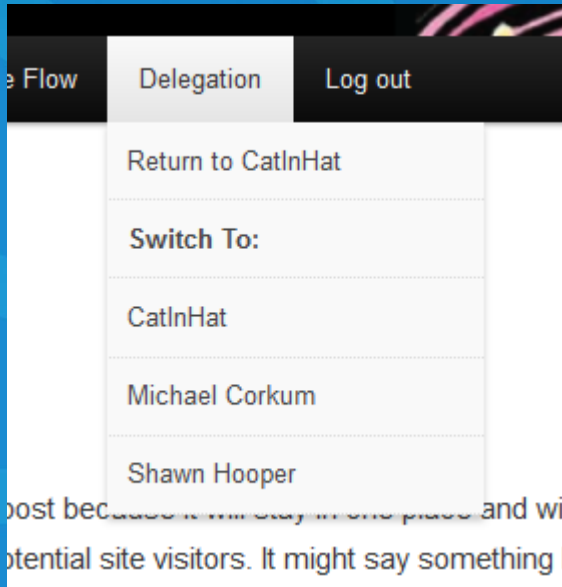 e Flow Delegation Log out
Return to CatInHat
Switch To:
CatInHat
Michael Corkum
Shawn Hooper
post because it will stay in one place and wi
otential site visitors. It might say something